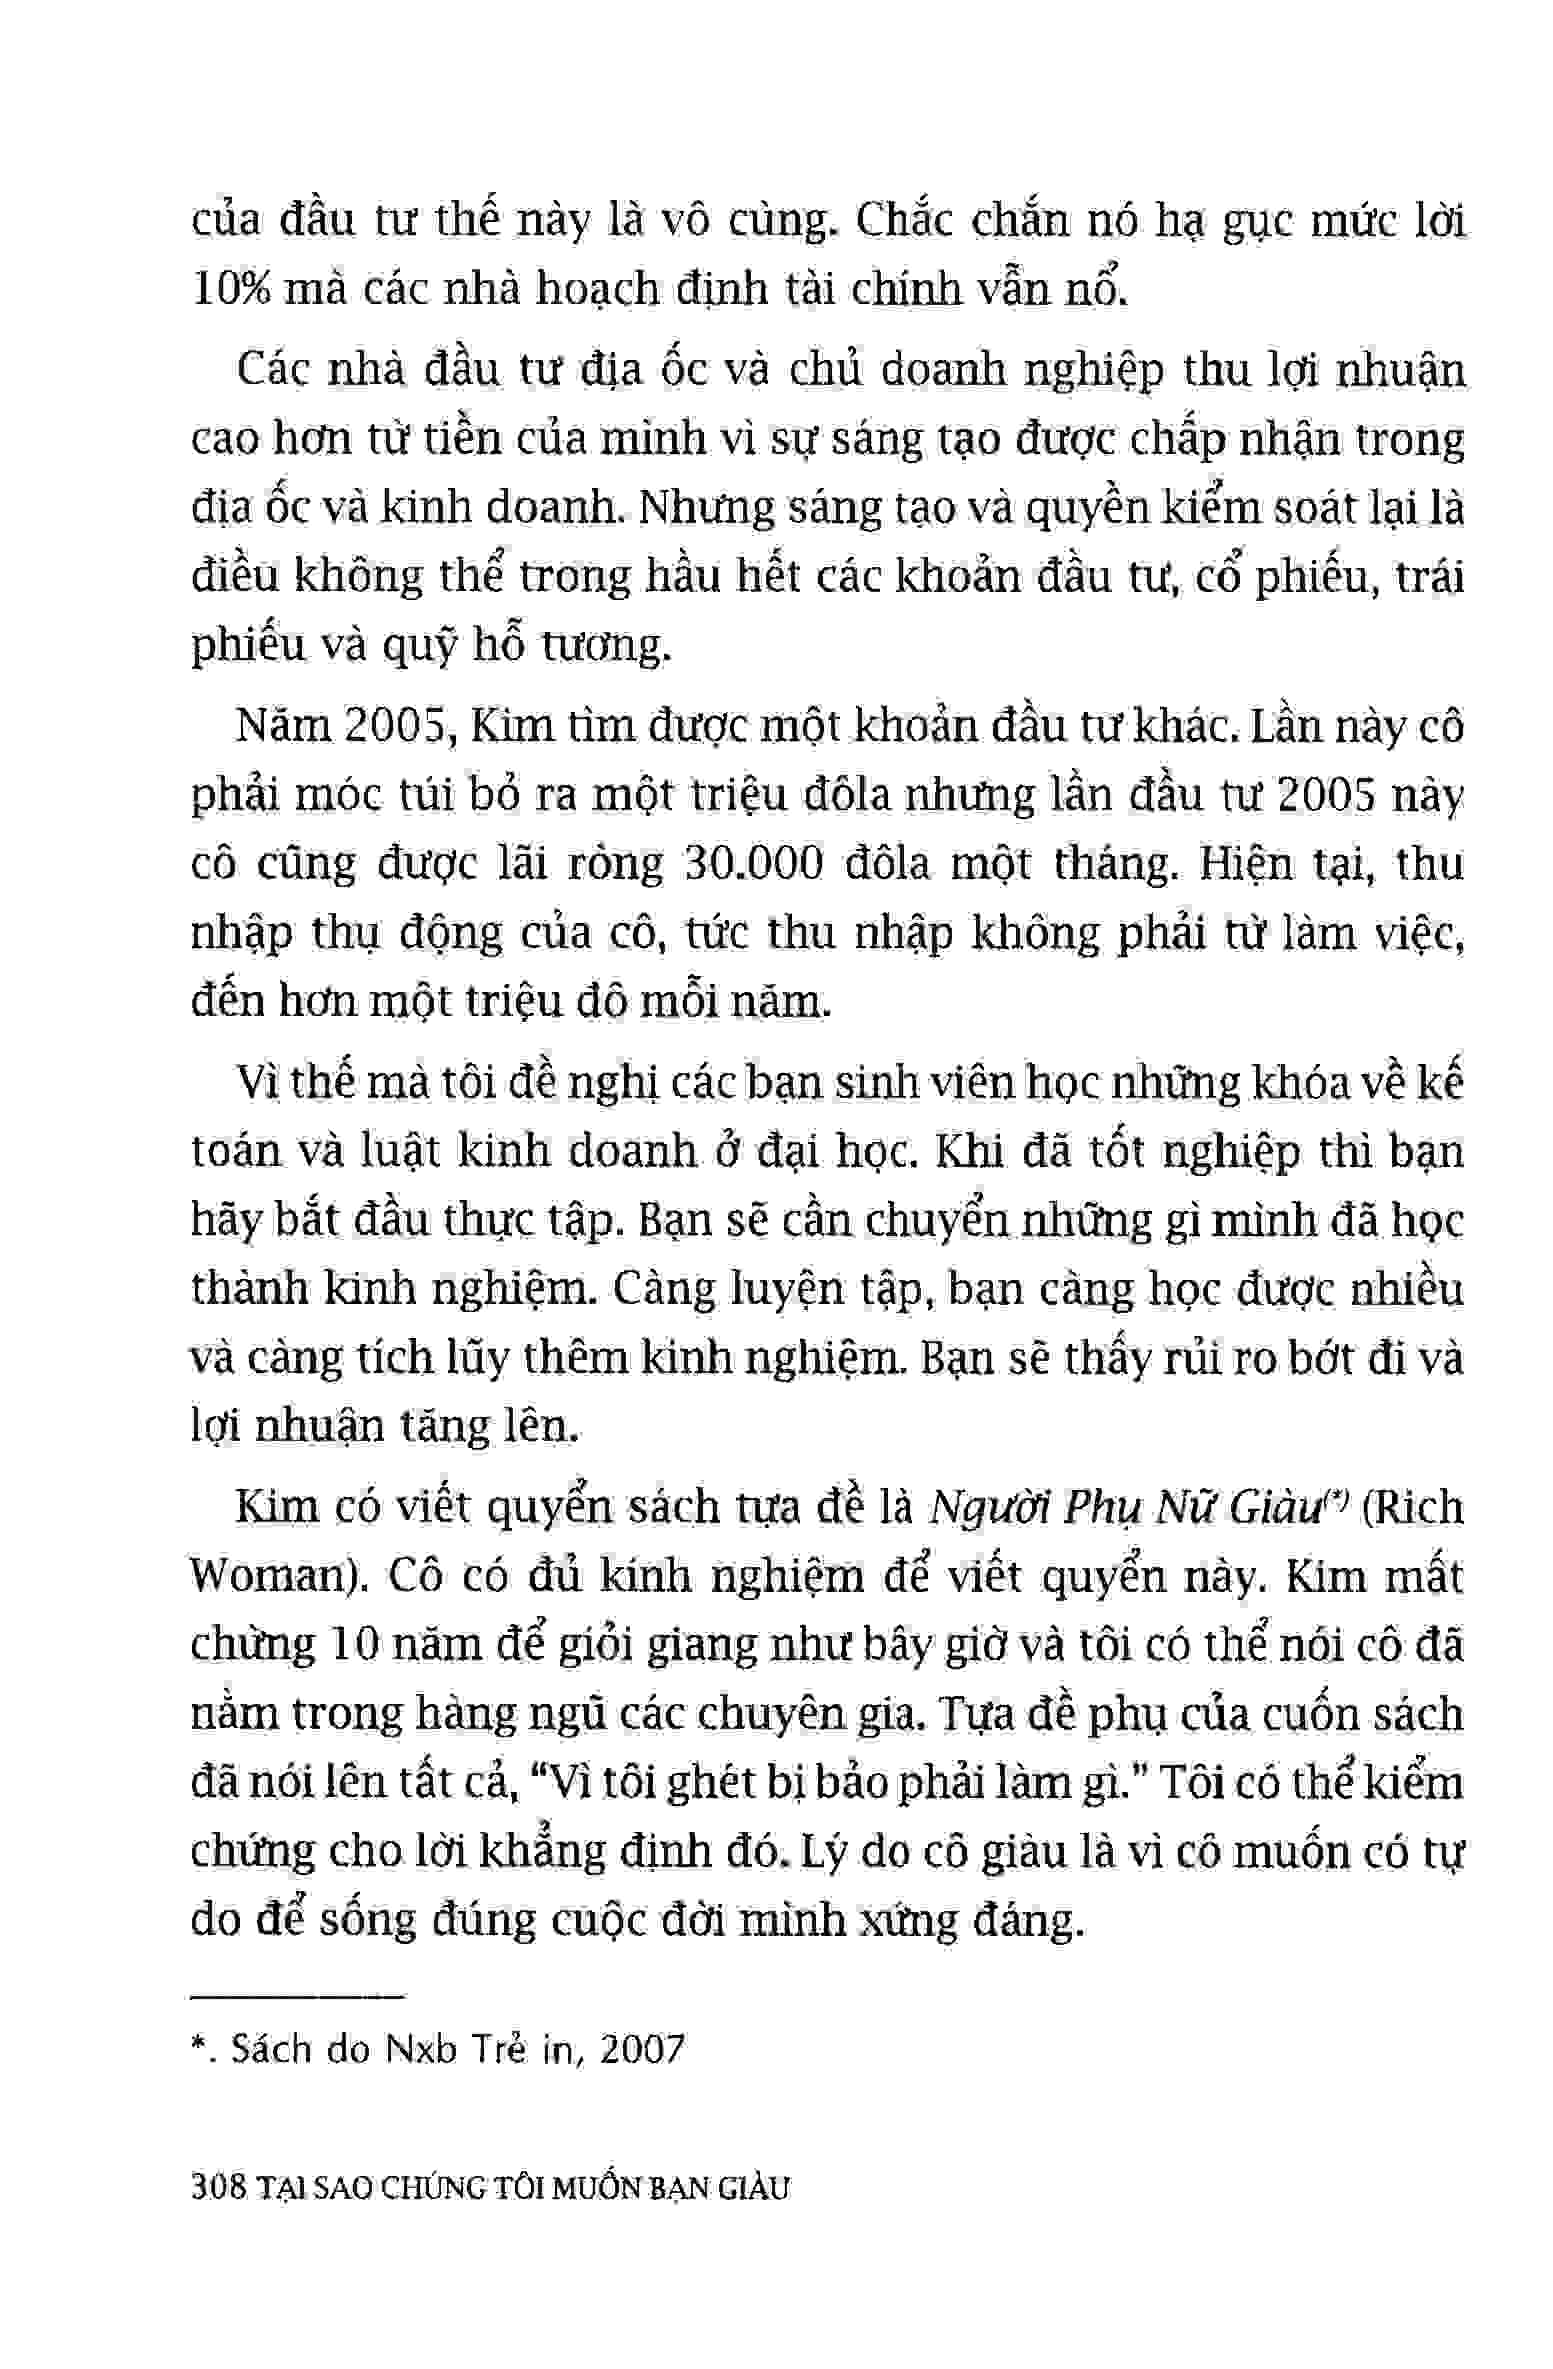 của đầu tư thế này là vô cùng. Chắc chắn nó hạ gục mức lời
10% mà các nhà hoạch định tài chính vẫn nổ.
Các nhà đầu tư địa ốc và chủ doanh nghiệp thu lợi nhuận
cao hơn từ tiền của mình vì sự sáng tạo được chấp nhận trong
địa ốc và kinh doanh. Nhưng sáng tạo và quyền kiểm soát lại là
điều không thể trong hầu hết các khoản đầu tư, cổ phiếu, trái
phiếu và quỹ hỗ tương.
Năm 2005, Kim tìm được một khoản đầu tư khác. Lần này cô
phải móc túi bỏ ra một triệu đôla nhưng lần đầu tư 2005 này
cô cũng được lãi ròng 30.000 đôla một tháng. Hiện tại, thu
nhập thụ động của cô, tức thu nhập không phải từ làm việc,
đến hơn một triệu đô mỗi năm.
Vì thế mà tôi đề nghị các bạn sinh viên học những khóa về kế
toán và luật kinh doanh ở đại học. Khi đã tốt nghiệp thì bạn
hãy bắt đầu thực tập. Bạn sẽ cần chuyển những gì mình đã học
thành kinh nghiệm. Càng luyện tập, bạn càng học được nhiều
và càng tích lũy thêm kinh nghiệm. Bạn sẽ thấy rủi ro bớt đi và
lợi nhuận tăng lên.
Kim có viết quyển sách tựa đề là Người Phụ Nữ Giàu(*) (Rich
Woman). Cô có đủ kinh nghiệm để viết quyển này. Kim mất
chừng 10 năm để giỏi giang như bây giờ và tôi có thể nói cô đã
nằm trong hàng ngũ các chuyên gia. Tựa đề phụ của cuốn sách
đã nói lên tất cả, “Vì tôi ghét bị bảo phải làm gì.” Tôi có thể kiểm
chứng cho lời khẳng định đó. Lý do cô giàu là vì cô muốn có tự
do để sống đúng cuộc đời mình xứng đáng.
*. Sách do Nxb Trẻ in, 2007
308 TẠI SAO CHÚNG TÔI MUỐN BẠN GIÀU